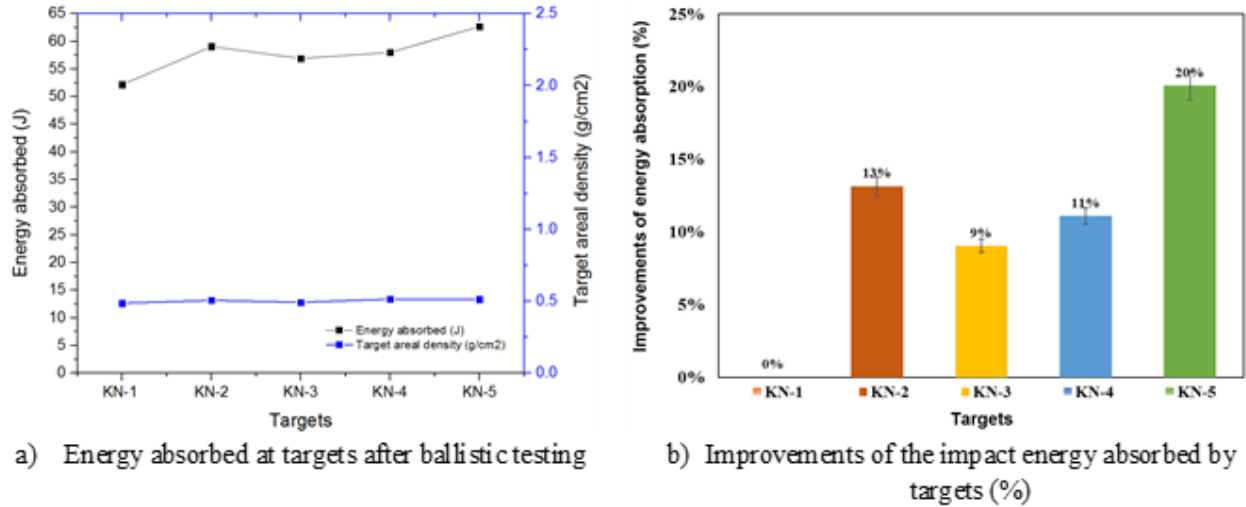 65
60
55
50
45
40
35
30
25
20
15
10
5
0
Energy absorbed (J)
2.5
2.0
1.5
1.0
0.5
0.0
Target areal density (g/cm2)
Energy absorbed (J)
Target areal density (g/cm2)
KN-1 KN-2 KN-3 KN-4 KN-5
Targets
a) Energy absorbed at targets after ballistic testing
25%
20%
15%
10%
5%
0%
Improvements of energy absorption (%)
0%
13%
9%
11%
20%
KN-1 KN-2 KN-3 KN-4 KN-5
Targets
b) Improvements of the impact energy absorbed by
targets (%)